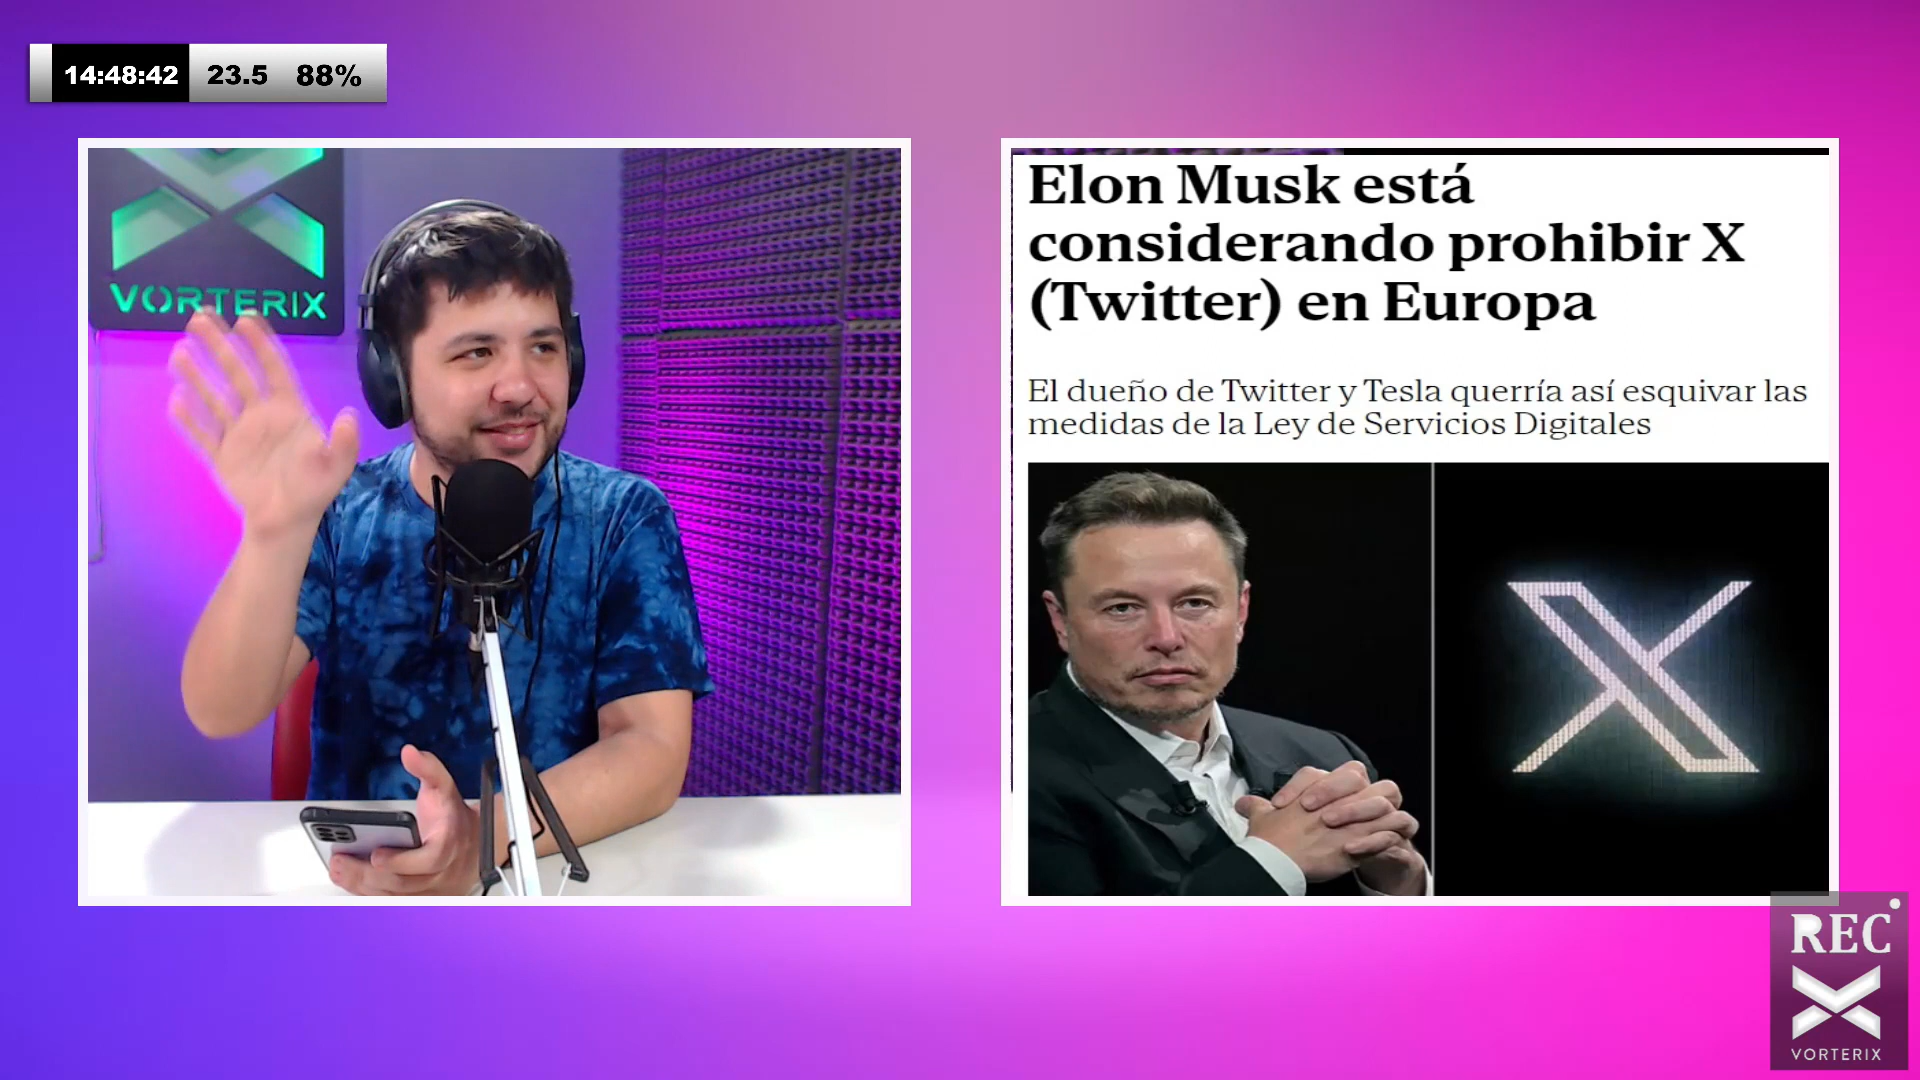 14:48:42 23.5 88%
VORTERIX
Elon Musk está
considerando prohibir X
(Twitter) en Europa
El dueño de Twitter y Tesla querría así esquivar las
medidas de la Ley de Servicios Digitales
REC
VORTERIX